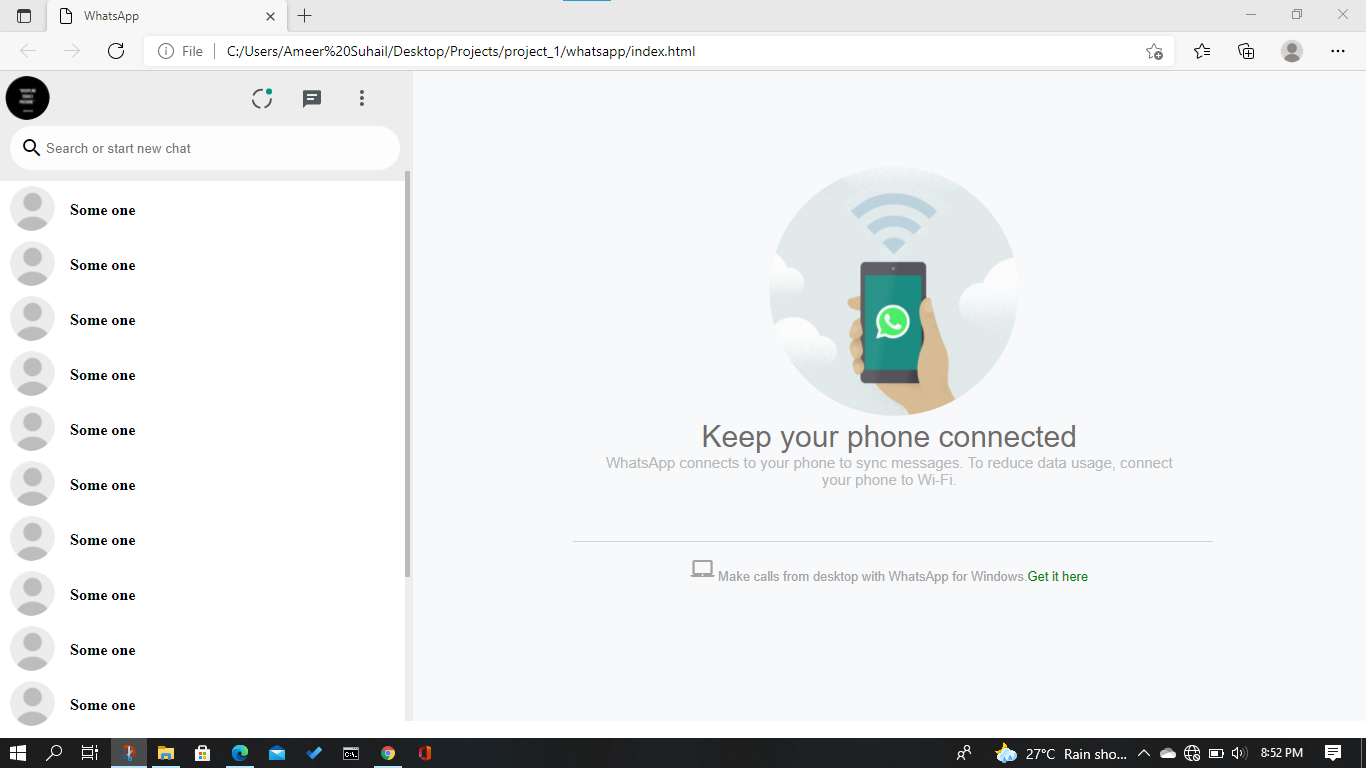 WhatsApp
File
C:/Users/Ameer%20Suhail/Desktop/Projects/project_1/whatsapp/index.html
Search or start new chat
Some one
Some one
Some one
Some one
Some one
Some one
Some one
Some one
Some one
Some one
Keep your phone connected
WhatsApp connects to your phone to sync messages. To reduce data usage, connect
your phone to Wi-Fi.
Make calls from desktop with WhatsApp for Windows.Get it here
27°C Rain sho... 8:52 PM